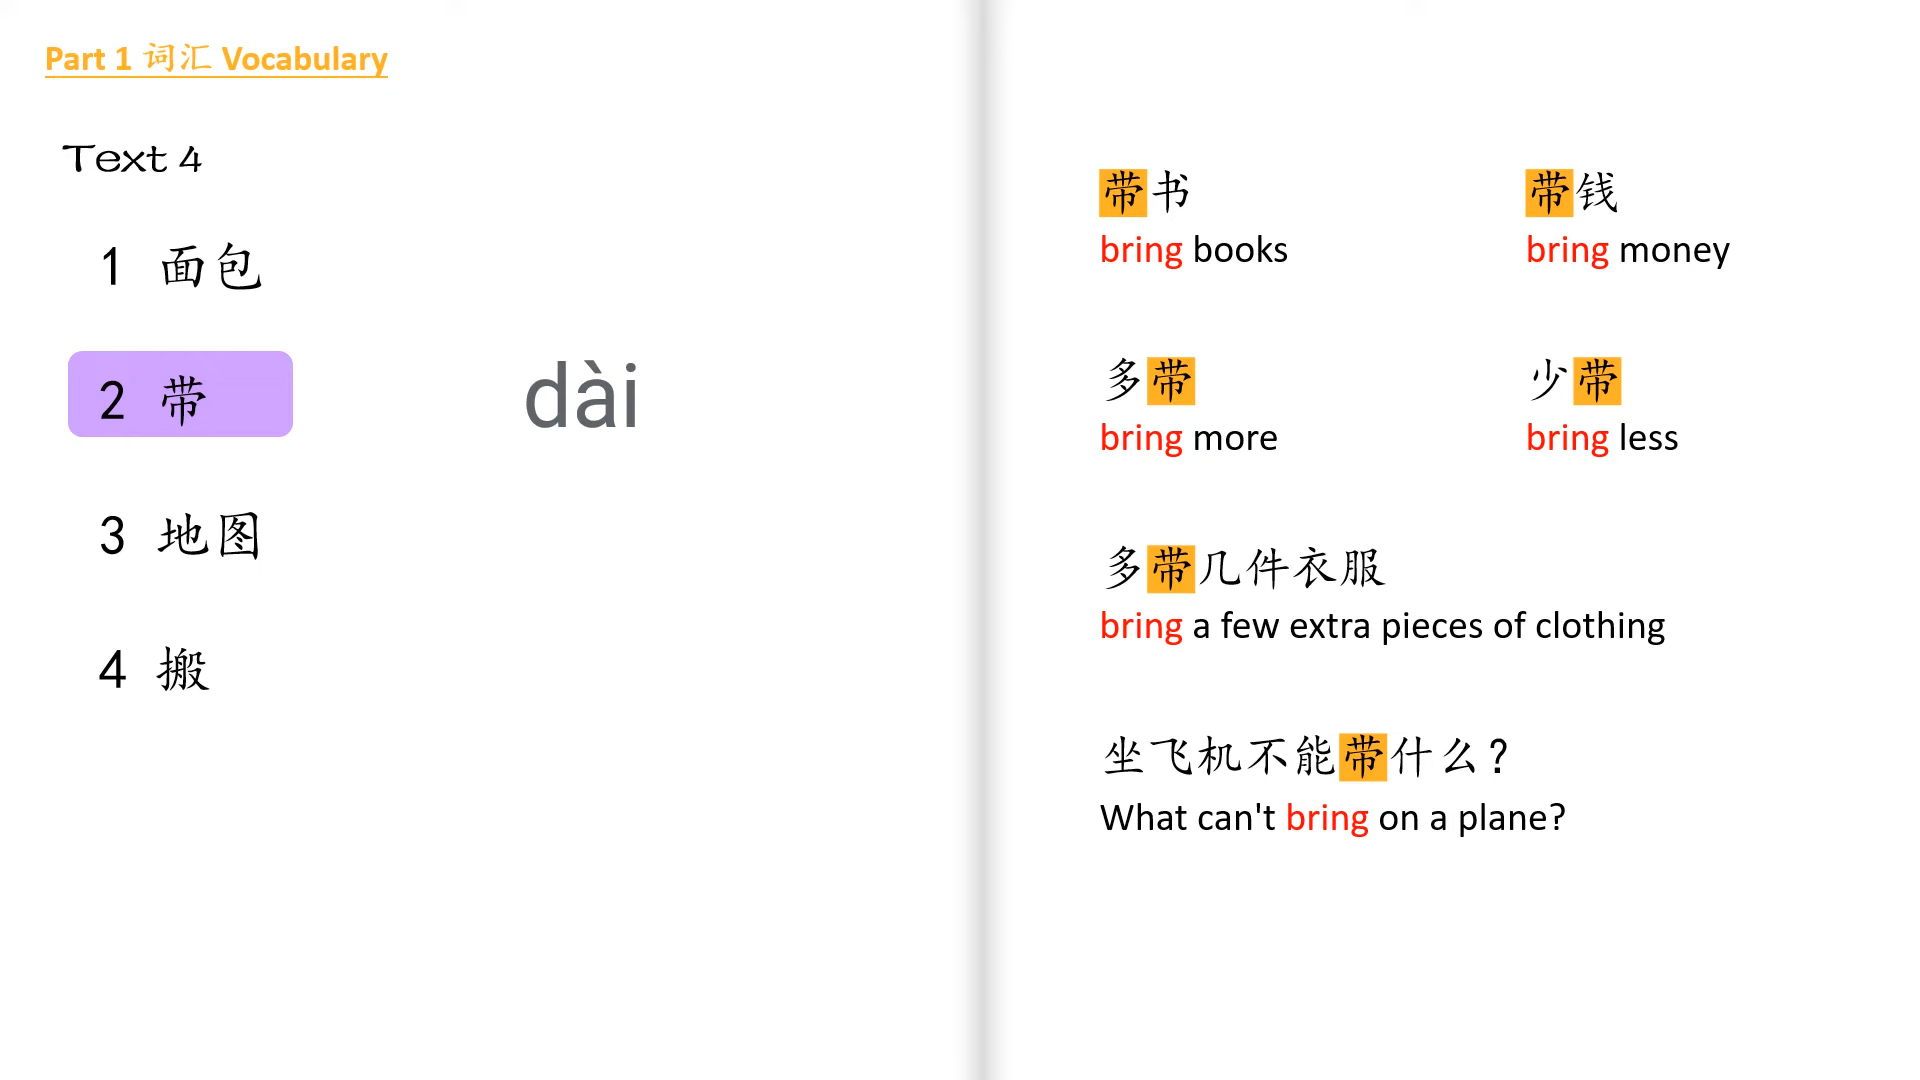 Part 1 词汇 Vocabulary
Text 4
1 面包
2 带
dài
3 地图
4 搬
带书
bring books
带钱
bring money
多带
bring more
少带
bring less
多带几件衣服
bring a few extra pieces of clothing
坐飞机不能带什么?
What can't bring on a plane?